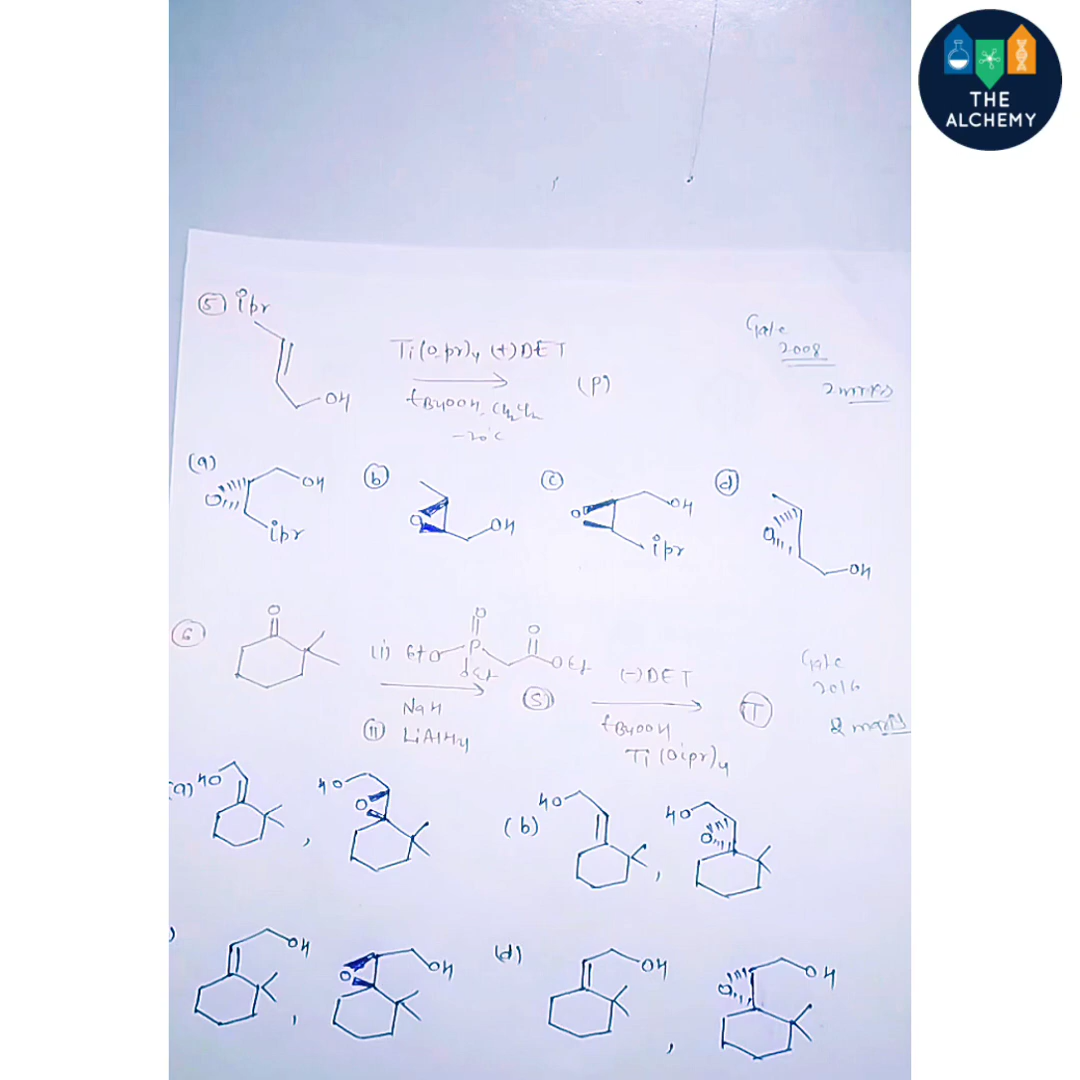 THE
ALCHEMY
⑤ ipr
OH
Ti(O.pr)₄ (+)DET
tBuOOH, CH₂Cl₂
-20°C
(P)
Gate
2008
2 marks
(a) O OH ipr
ⓑ O OH
ⓒ O OH ipr
ⓓ O OH
⑥ O
(i) EtO P O O OEt
OEt
NaH
(ii) LiAlH₄
Ⓢ
(-)DET
tBuOOH
Ti(Oipr)₄
Ⓣ
Gate
2016
2 marks
(a) HO , HO O
(b) HO , HO O
) OH , O OH
(d) OH , O OH